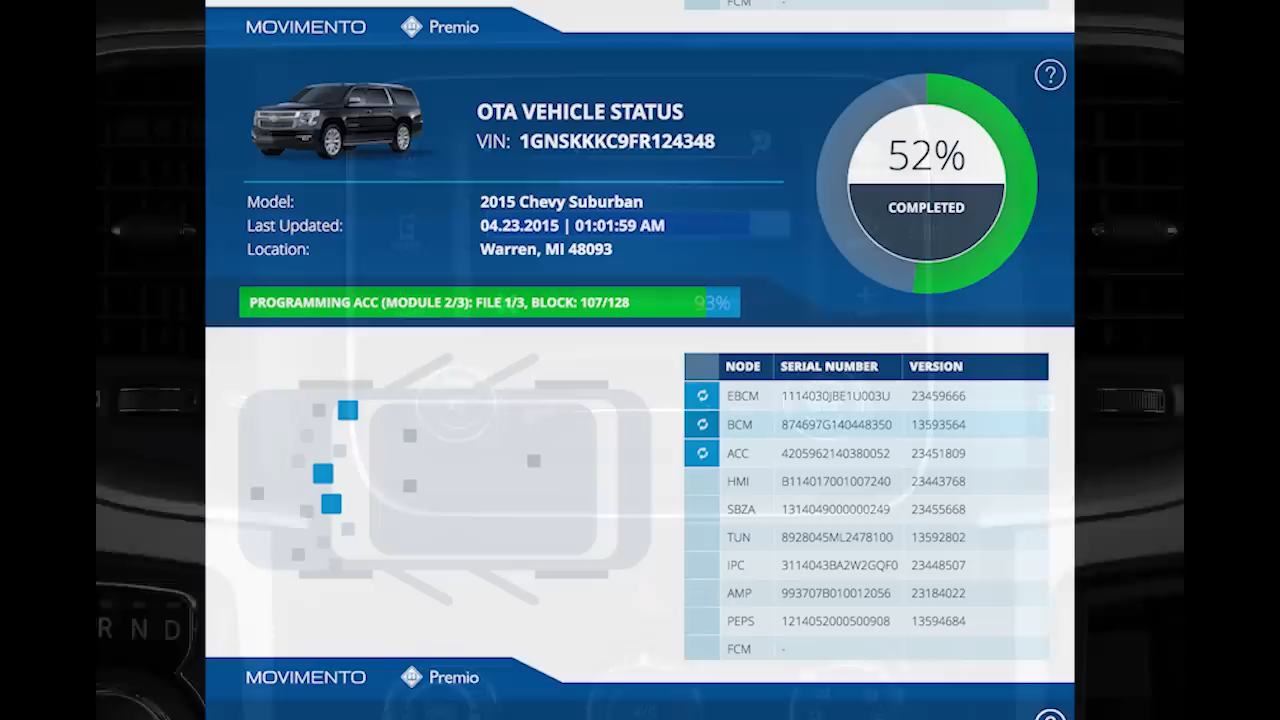 FCM -
MOVIMENTO Premio
?
OTA VEHICLE STATUS
VIN: 1GNSKKKC9FR124348
52%
COMPLETED
Model: 2015 Chevy Suburban
Last Updated: 04.23.2015 | 01:01:59 AM
Location: Warren, MI 48093
PROGRAMMING ACC (MODULE 2/3): FILE 1/3, BLOCK: 107/128 93%
NODE SERIAL NUMBER VERSION
EBCM 1114030JBE1U003U 23459666
BCM 874697G140448350 13593564
ACC 4205962140380052 23451809
HMI B114017001007240 23443768
SBZA 1314049000000249 23455668
TUN 8928045ML2478100 13592802
IPC 3114043BA2W2GQF0 23448507
AMP 993707B010012056 23184022
PEPS 1214052000500908 13594684
FCM -
R N D
MOVIMENTO Premio